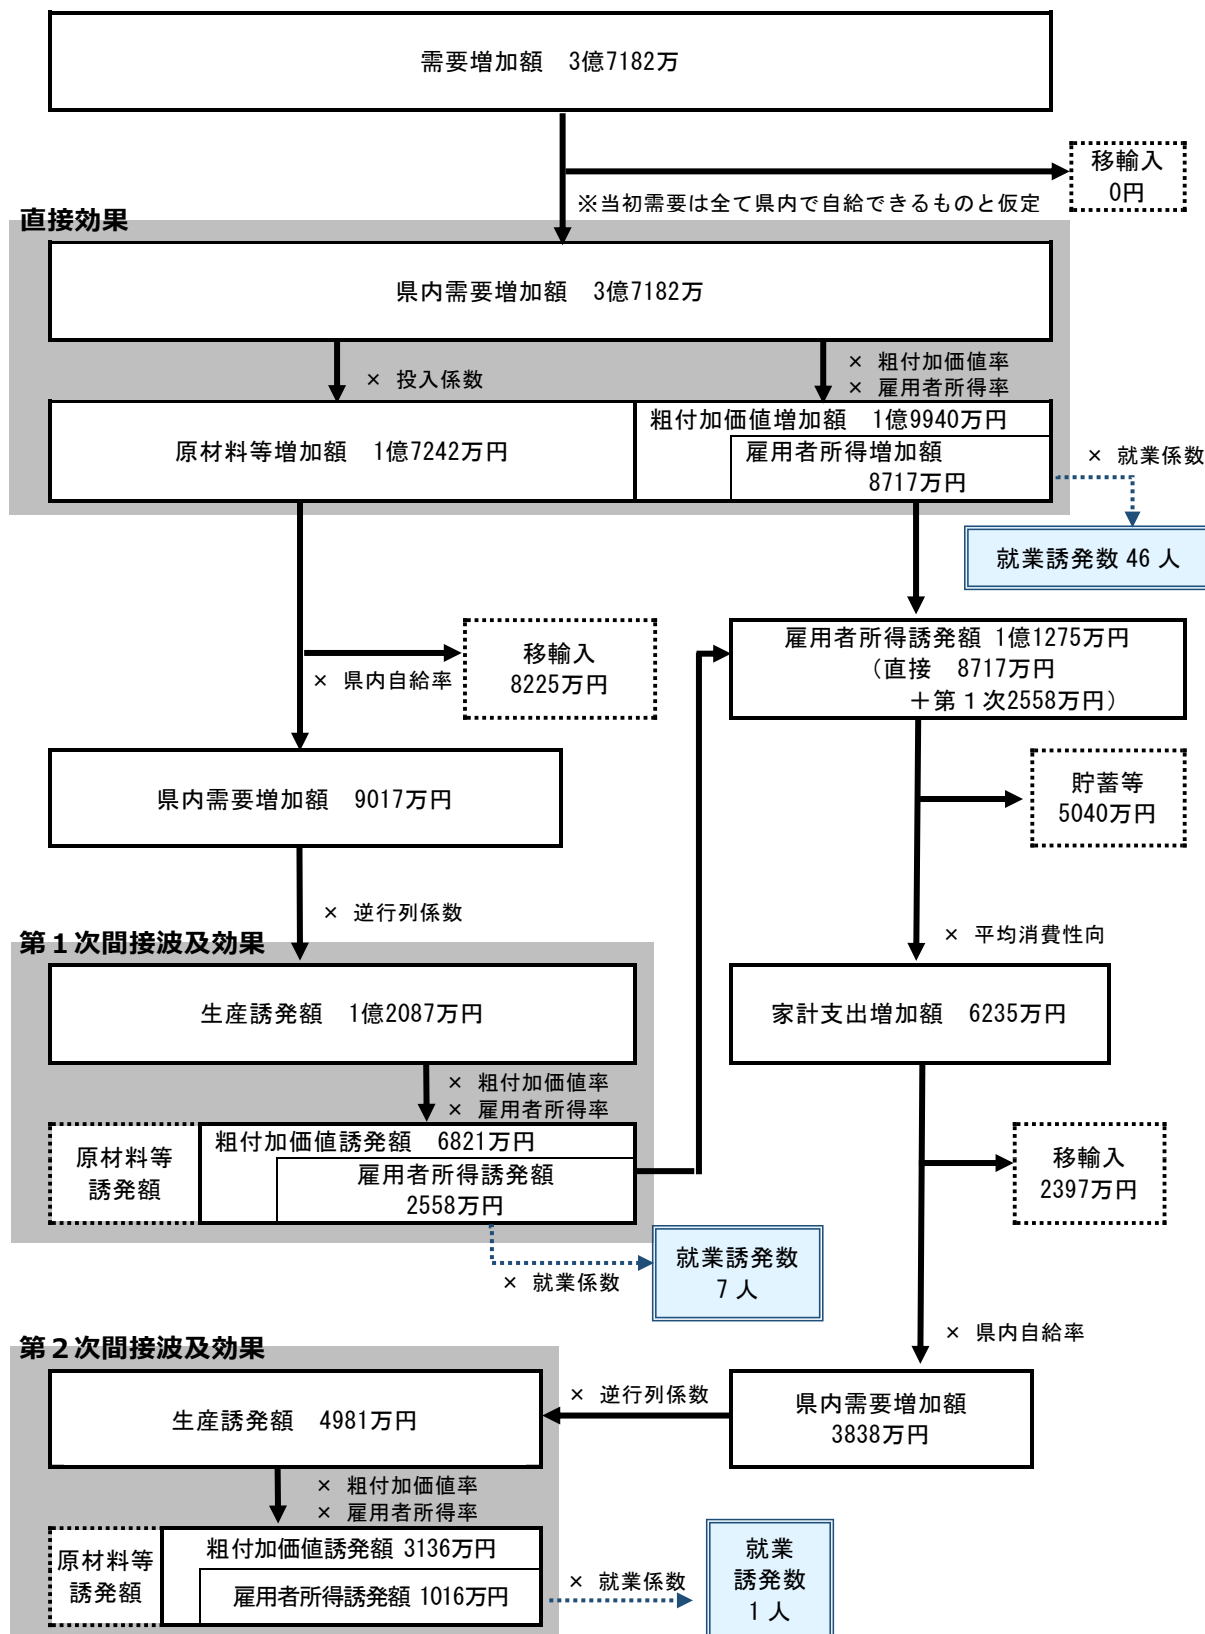 需要増加額　3億7182万
移輸入
0円
※当初需要は全て県内で自給できるものと仮定
直接効果
県内需要増加額　3億7182万
× 投入係数
× 粗付加価値率
× 雇用者所得率
原材料等増加額　1億7242万円
粗付加価値増加額　1億9940万円
雇用者所得増加額
8717万円
× 就業係数
就業誘発数 46 人
移輸入
8225万円
× 県内自給率
雇用者所得誘発額 1億1275万円
（直接　8717万円
＋第１次2558万円）
県内需要増加額　9017万円
貯蓄等
5040万円
× 逆行列係数
× 平均消費性向
第１次間接波及効果
生産誘発額　1億2087万円
家計支出増加額　6235万円
× 粗付加価値率
× 雇用者所得率
原材料等
誘発額
粗付加価値誘発額　6821万円
雇用者所得誘発額
2558万円
移輸入
2397万円
× 就業係数
就業誘発数
7 人
× 県内自給率
第２次間接波及効果
生産誘発額　4981万円
× 逆行列係数
県内需要増加額
3838万円
× 粗付加価値率
× 雇用者所得率
原材料等
誘発額
粗付加価値誘発額 3136万円
雇用者所得誘発額 1016万円
× 就業係数
就業
誘発数
1 人